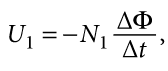 U₁ = −N₁ ΔΦ/Δt,